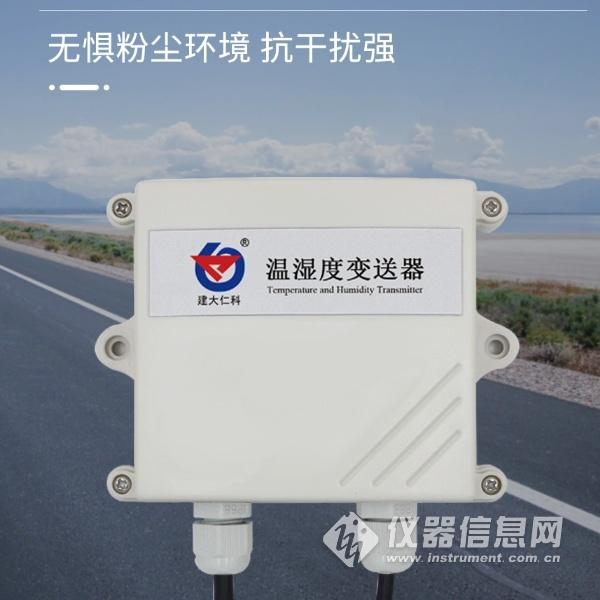 无惧粉尘环境 抗干扰强
®
温湿度变送器
Temperature and Humidity Transmitter
建大仁科
仪器信息网
www.instrument.com.cn